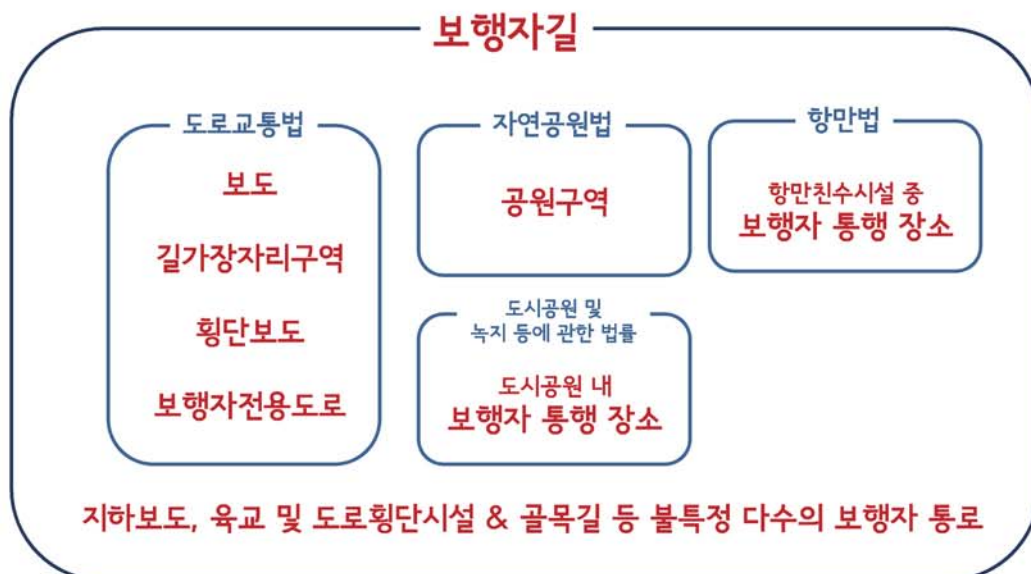 보행자길
도로교통법
보도
길가장자리구역
횡단보도
보행자전용도로
자연공원법
공원구역
항만법
항만친수시설 중
보행자 통행 장소
도시공원 및
녹지 등에 관한 법률
도시공원 내
보행자 통행 장소
지하보도, 육교 및 도로횡단시설 & 골목길 등 불특정 다수의 보행자 통로